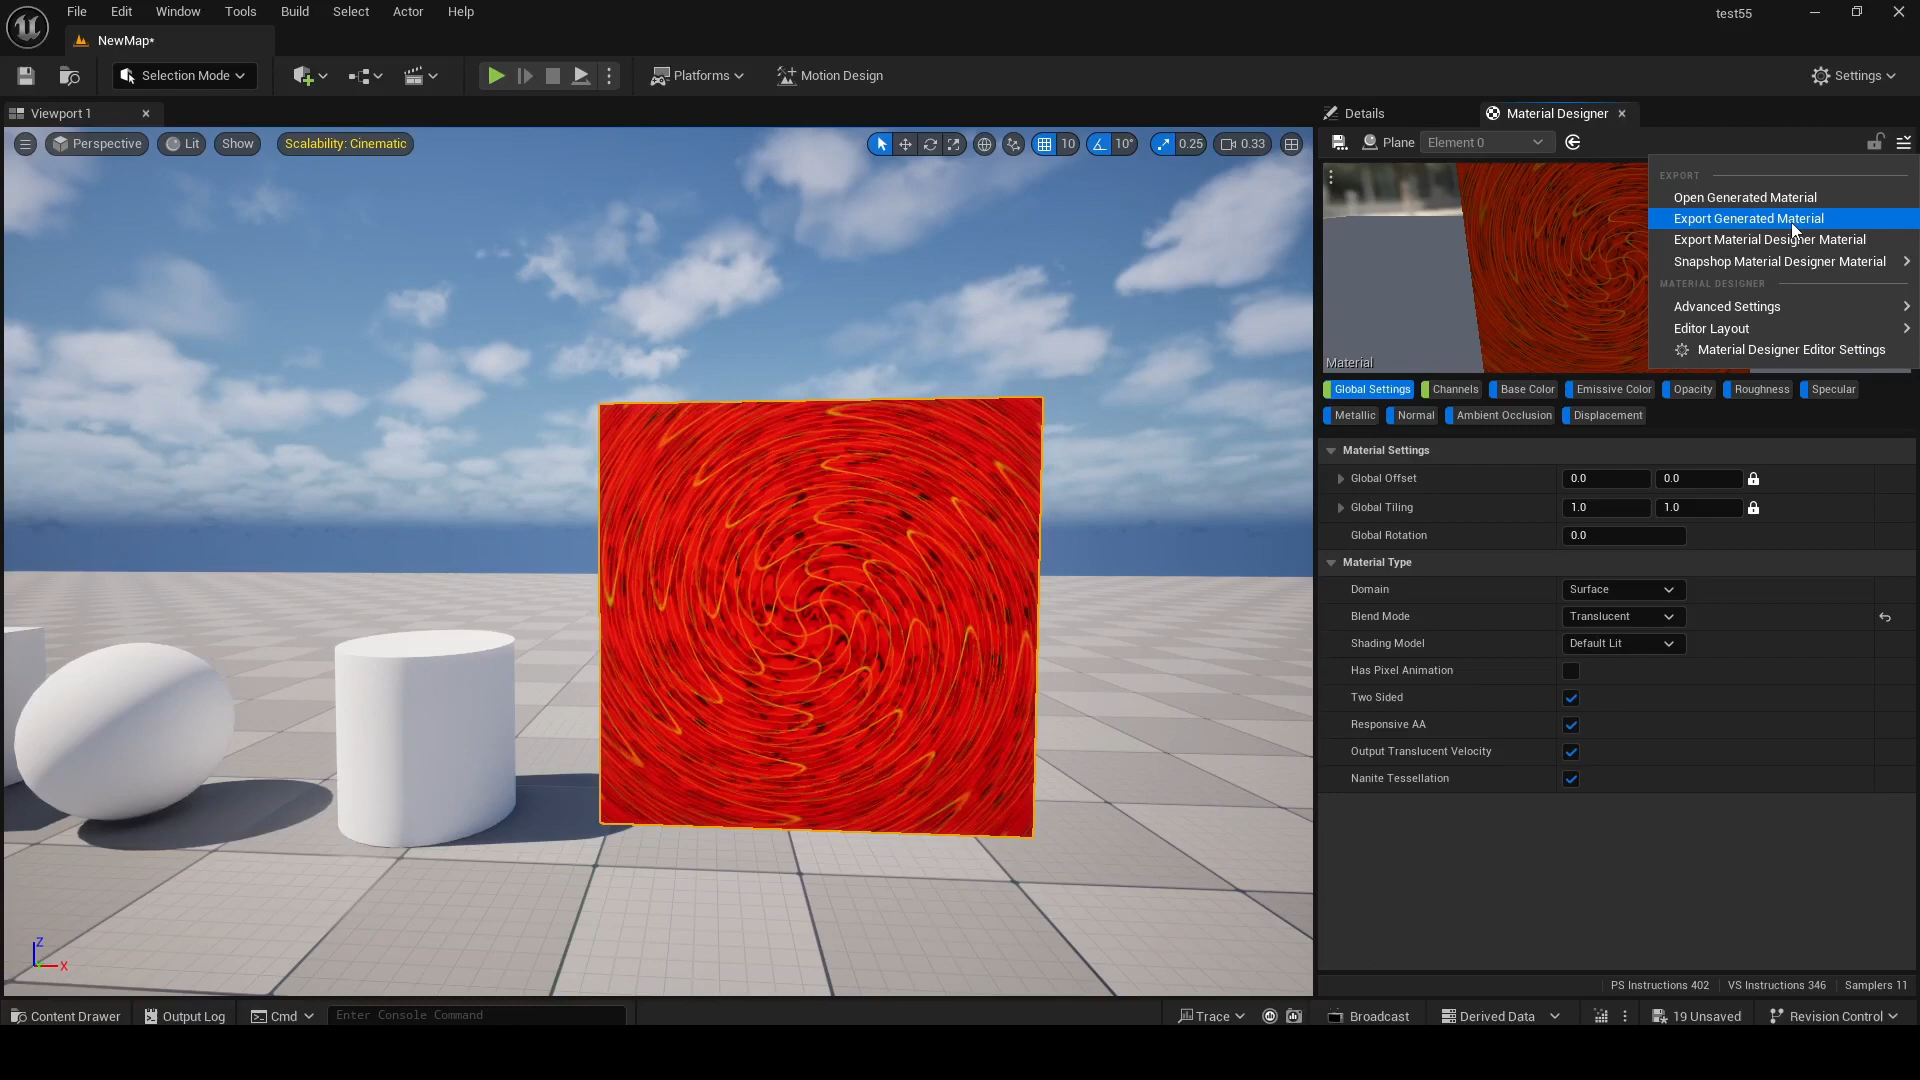 File Edit Window Tools Build Select Actor Help
test55
NewMap*
Selection Mode
Platforms
Motion Design
Settings
Viewport 1
Details
Material Designer
Perspective
Lit
Show
Scalability: Cinematic
10
10°
0.25
0.33
Plane
Element 0
EXPORT
Open Generated Material
Export Generated Material
Export Material Designer Material
Snapshop Material Designer Material
MATERIAL DESIGNER
Advanced Settings
Editor Layout
Material Designer Editor Settings
Material
Global Settings Channels Base Color Emissive Color Opacity Roughness Specular
Metallic Normal Ambient Occlusion Displacement
Material Settings
Global Offset 0.0 0.0
Global Tiling 1.0 1.0
Global Rotation 0.0
Material Type
Domain Surface
Blend Mode Translucent
Shading Model Default Lit
Has Pixel Animation
Two Sided
Responsive AA
Output Translucent Velocity
Nanite Tessellation
Z
X
PS Instructions 402 VS Instructions 346 Samplers 11
Content Drawer Output Log Cmd Enter Console Command Trace Broadcast Derived Data 19 Unsaved Revision Control